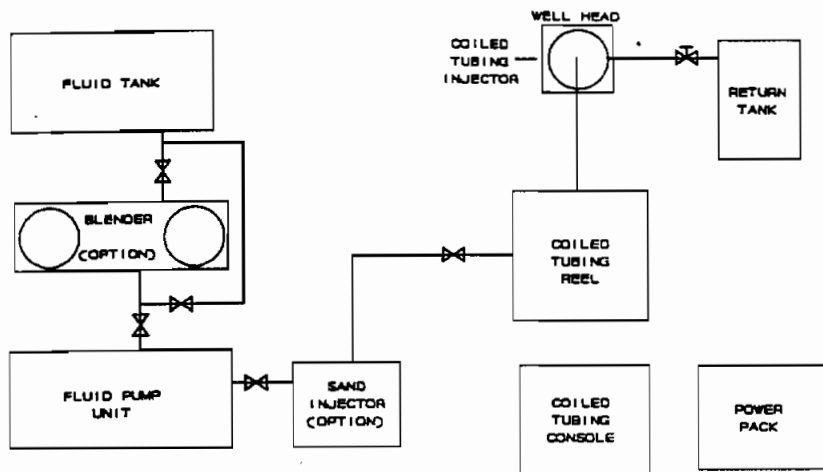 FLUID TANK
BLENDER
(OPTION)
FLUID PUMP
UNIT
SAND
INJECTOR
(OPTION)
WELL HEAD
COILED
TUBING
INJECTOR
RETURN
TANK
COILED
TUBING
REEL
COILED
TUBING
CONSOLE
POWER
PACK